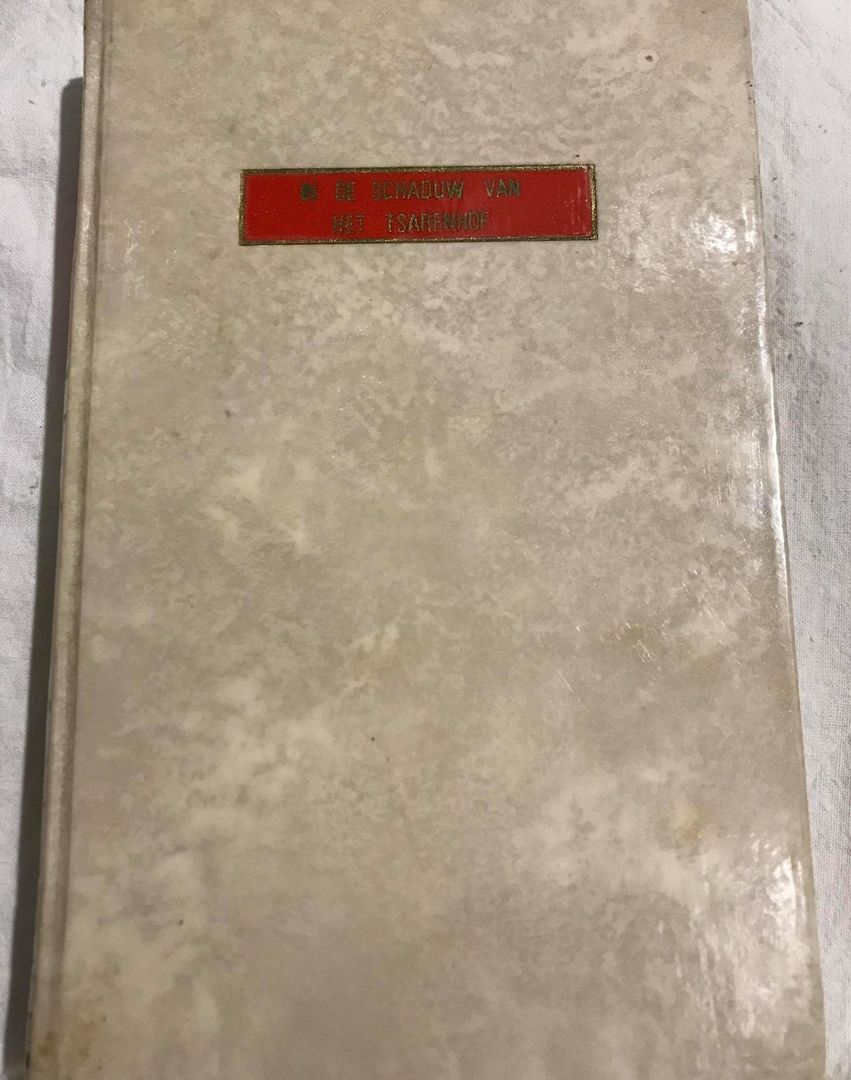 IN DE SCHADUW VAN
HET TSARENHOF